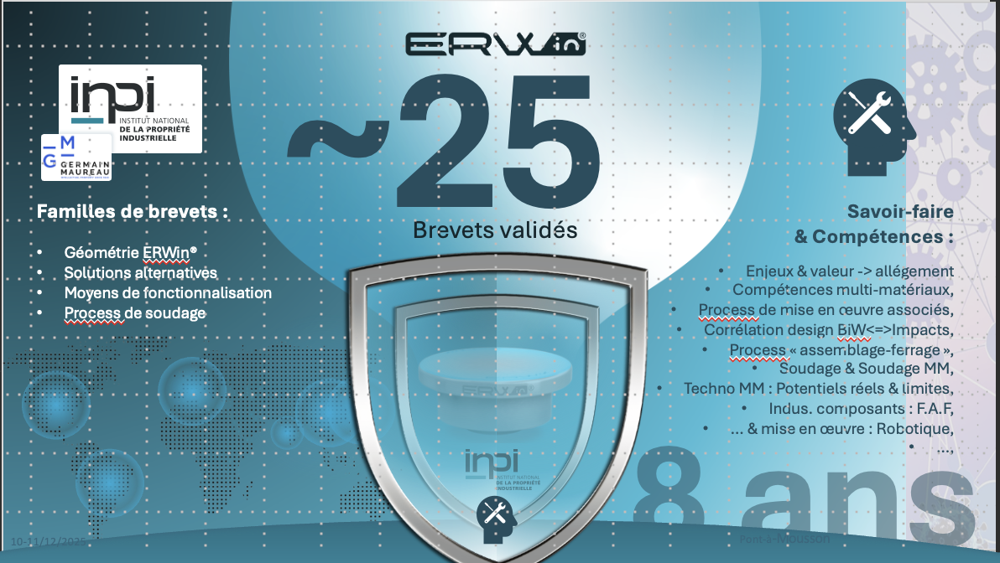 ERWin®
inpi
INSTITUT NATIONAL
DE LA PROPRIÉTÉ
INDUSTRIELLE
M
G
GERMAIN
MAUREAU
~25
Brevets validés
Familles de brevets :
• Géométrie ERWin®
• Solutions alternatives
• Moyens de fonctionnalisation
• Process de soudage
Savoir-faire
& Compétences :
• Enjeux & valeur -> allégement
• Compétences multi-matériaux,
• Process de mise en œuvre associés,
• Corrélation design BiW<=>Impacts,
• Process « assemblage-ferrage »,
• Soudage & Soudage MM,
• Techno MM : Potentiels réels & limites,
• Indus. composants : F.A.F,
• ... & mise en œuvre : Robotique,
• ...,
ERWin®
inpi
INSTITUT NATIONAL
DE LA PROPRIÉTÉ
INDUSTRIELLE
8 ans
10-11/12/2025
Pont-à-Mousson